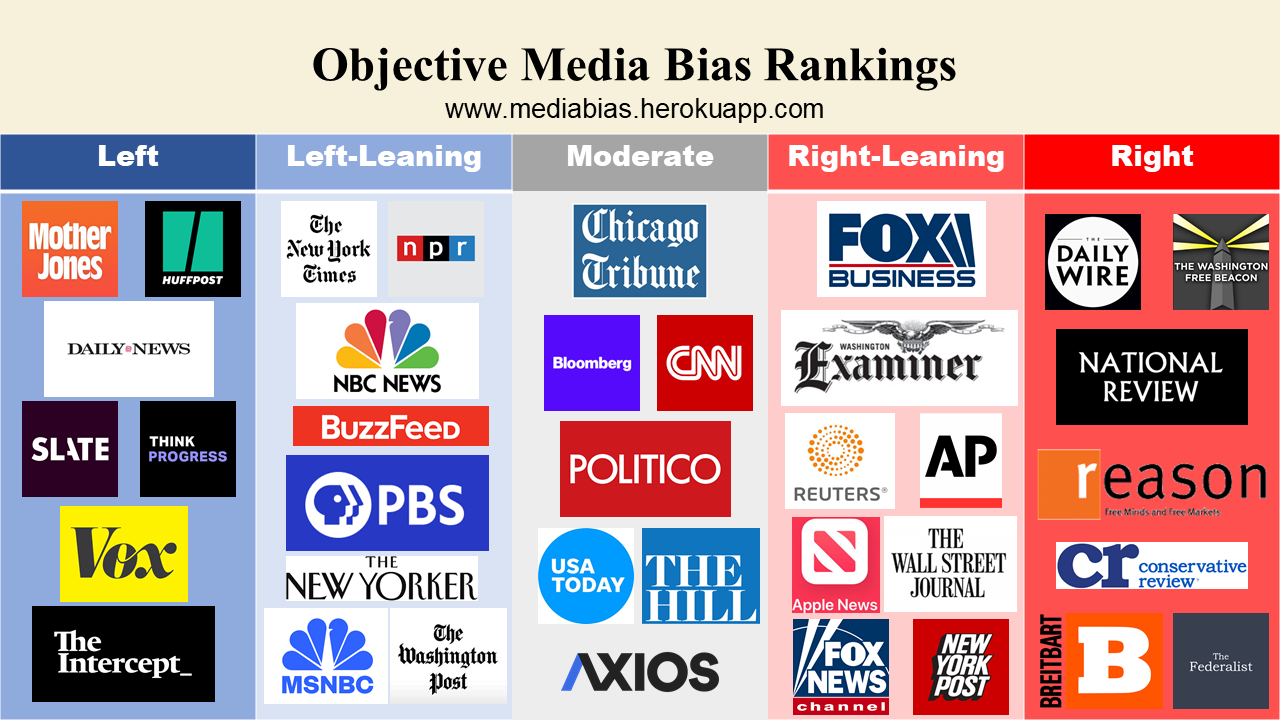 Objective Media Bias Rankings
www.mediabias.herokuapp.com
Left
Left-Leaning
Moderate
Right-Leaning
Right
Mother
Jones
HUFFPOST
DAILY NEWS
SLATE
THINK
PROGRESS
Vox
The
Intercept_
The
New York
Times
npr
NBC NEWS
BuzzFeed
PBS
THE
NEW YORKER
MSNBC
The
Washington
Post
Chicago
Tribune
Bloomberg
CNN
POLITICO
USA
TODAY
THE
HILL
AXIOS
FOX
BUSINESS
WASHINGTON
Examiner
REUTERS®
AP
Apple News
THE
WALL STREET
JOURNAL
FOX
NEWS
channel
NEW
YORK
POST
THE
DAILY
WIRE
THE WASHINGTON
FREE BEACON
NATIONAL
REVIEW
reason
Free Minds and Free Markets
cr conservative
review
BREITBART
B
The
Federalist